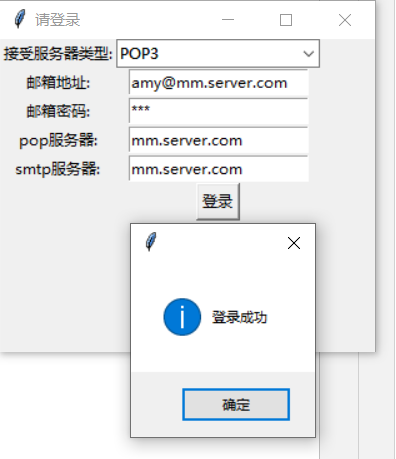 请登录
接受服务器类型: POP3
邮箱地址: amy@mm.server.com
邮箱密码: ***
pop服务器: mm.server.com
smtp服务器: mm.server.com
登录
登录成功
确定